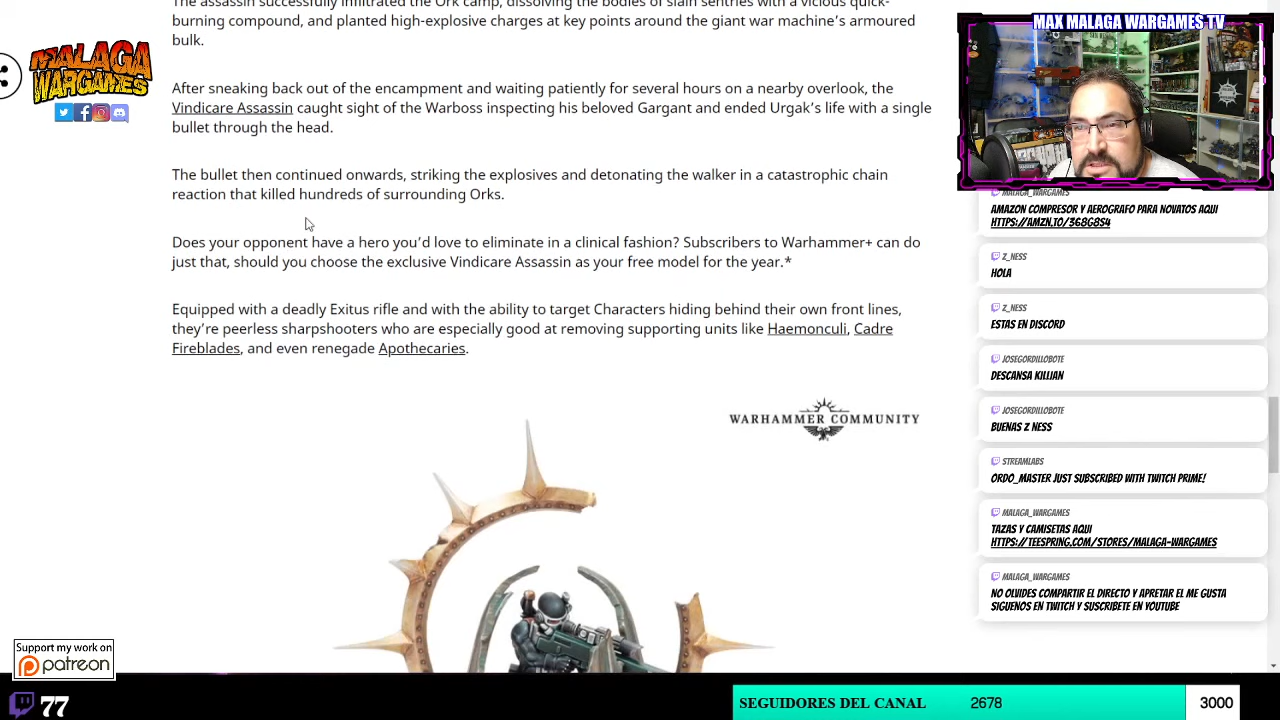 The assassin successfully infiltrated the Ork camp, dissolving the bodies of slain sentries with a vicious quick-
burning compound, and planted high-explosive charges at key points around the giant war machine's armoured
bulk.
After sneaking back out of the encampment and waiting patiently for several hours on a nearby overlook, the
Vindicare Assassin caught sight of the Warboss inspecting his beloved Gargant and ended Urgak's life with a single
bullet through the head.
The bullet then continued onwards, striking the explosives and detonating the walker in a catastrophic chain
reaction that killed hundreds of surrounding Orks.
Does your opponent have a hero you'd love to eliminate in a clinical fashion? Subscribers to Warhammer+ can do
just that, should you choose the exclusive Vindicare Assassin as your free model for the year.*
Equipped with a deadly Exitus rifle and with the ability to target Characters hiding behind their own front lines,
they're peerless sharpshooters who are especially good at removing supporting units like Haemonculi, Cadre
Fireblades, and even renegade Apothecaries.
WARHAMMER COMMUNITY
MALAGA
WARGAMES
MAX MALAGA WARGAMES TV
MALAGA_WARGAMES
AMAZON COMPRESOR Y AEROGRAFO PARA NOVATOS AQUI
HTTPS://AMZN.TO/368G8S4
Z_NESS
HOLA
Z_NESS
ESTAS EN DISCORD
JOSEGORDILLOBOTE
DESCANSA KILLIAN
JOSEGORDILLOBOTE
BUENAS Z NESS
STREAMLABS
ORDO_MASTER JUST SUBSCRIBED WITH TWITCH PRIME!
MALAGA_WARGAMES
TAZAS Y CAMISETAS AQUI
HTTPS://TEESPRING.COM/STORES/MALAGA-WARGAMES
MALAGA_WARGAMES
NO OLVIDES COMPARTIR EL DIRECTO Y APRETAR EL ME GUSTA
SIGUENOS EN TWITCH Y SUSCRIBETE EN YOUTUBE
Support my work on
patreon
77
SEGUIDORES DEL CANAL 2678 3000